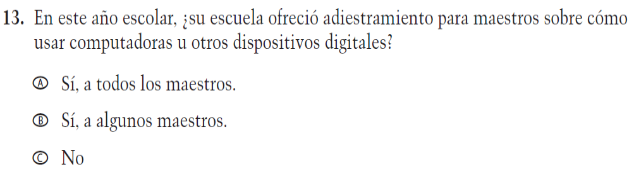 13. En este año escolar, ¿su escuela ofreció adiestramiento para maestros sobre cómo
usar computadoras u otros dispositivos digitales?
Ⓐ Sí, a todos los maestros.
Ⓑ Sí, a algunos maestros.
Ⓒ No